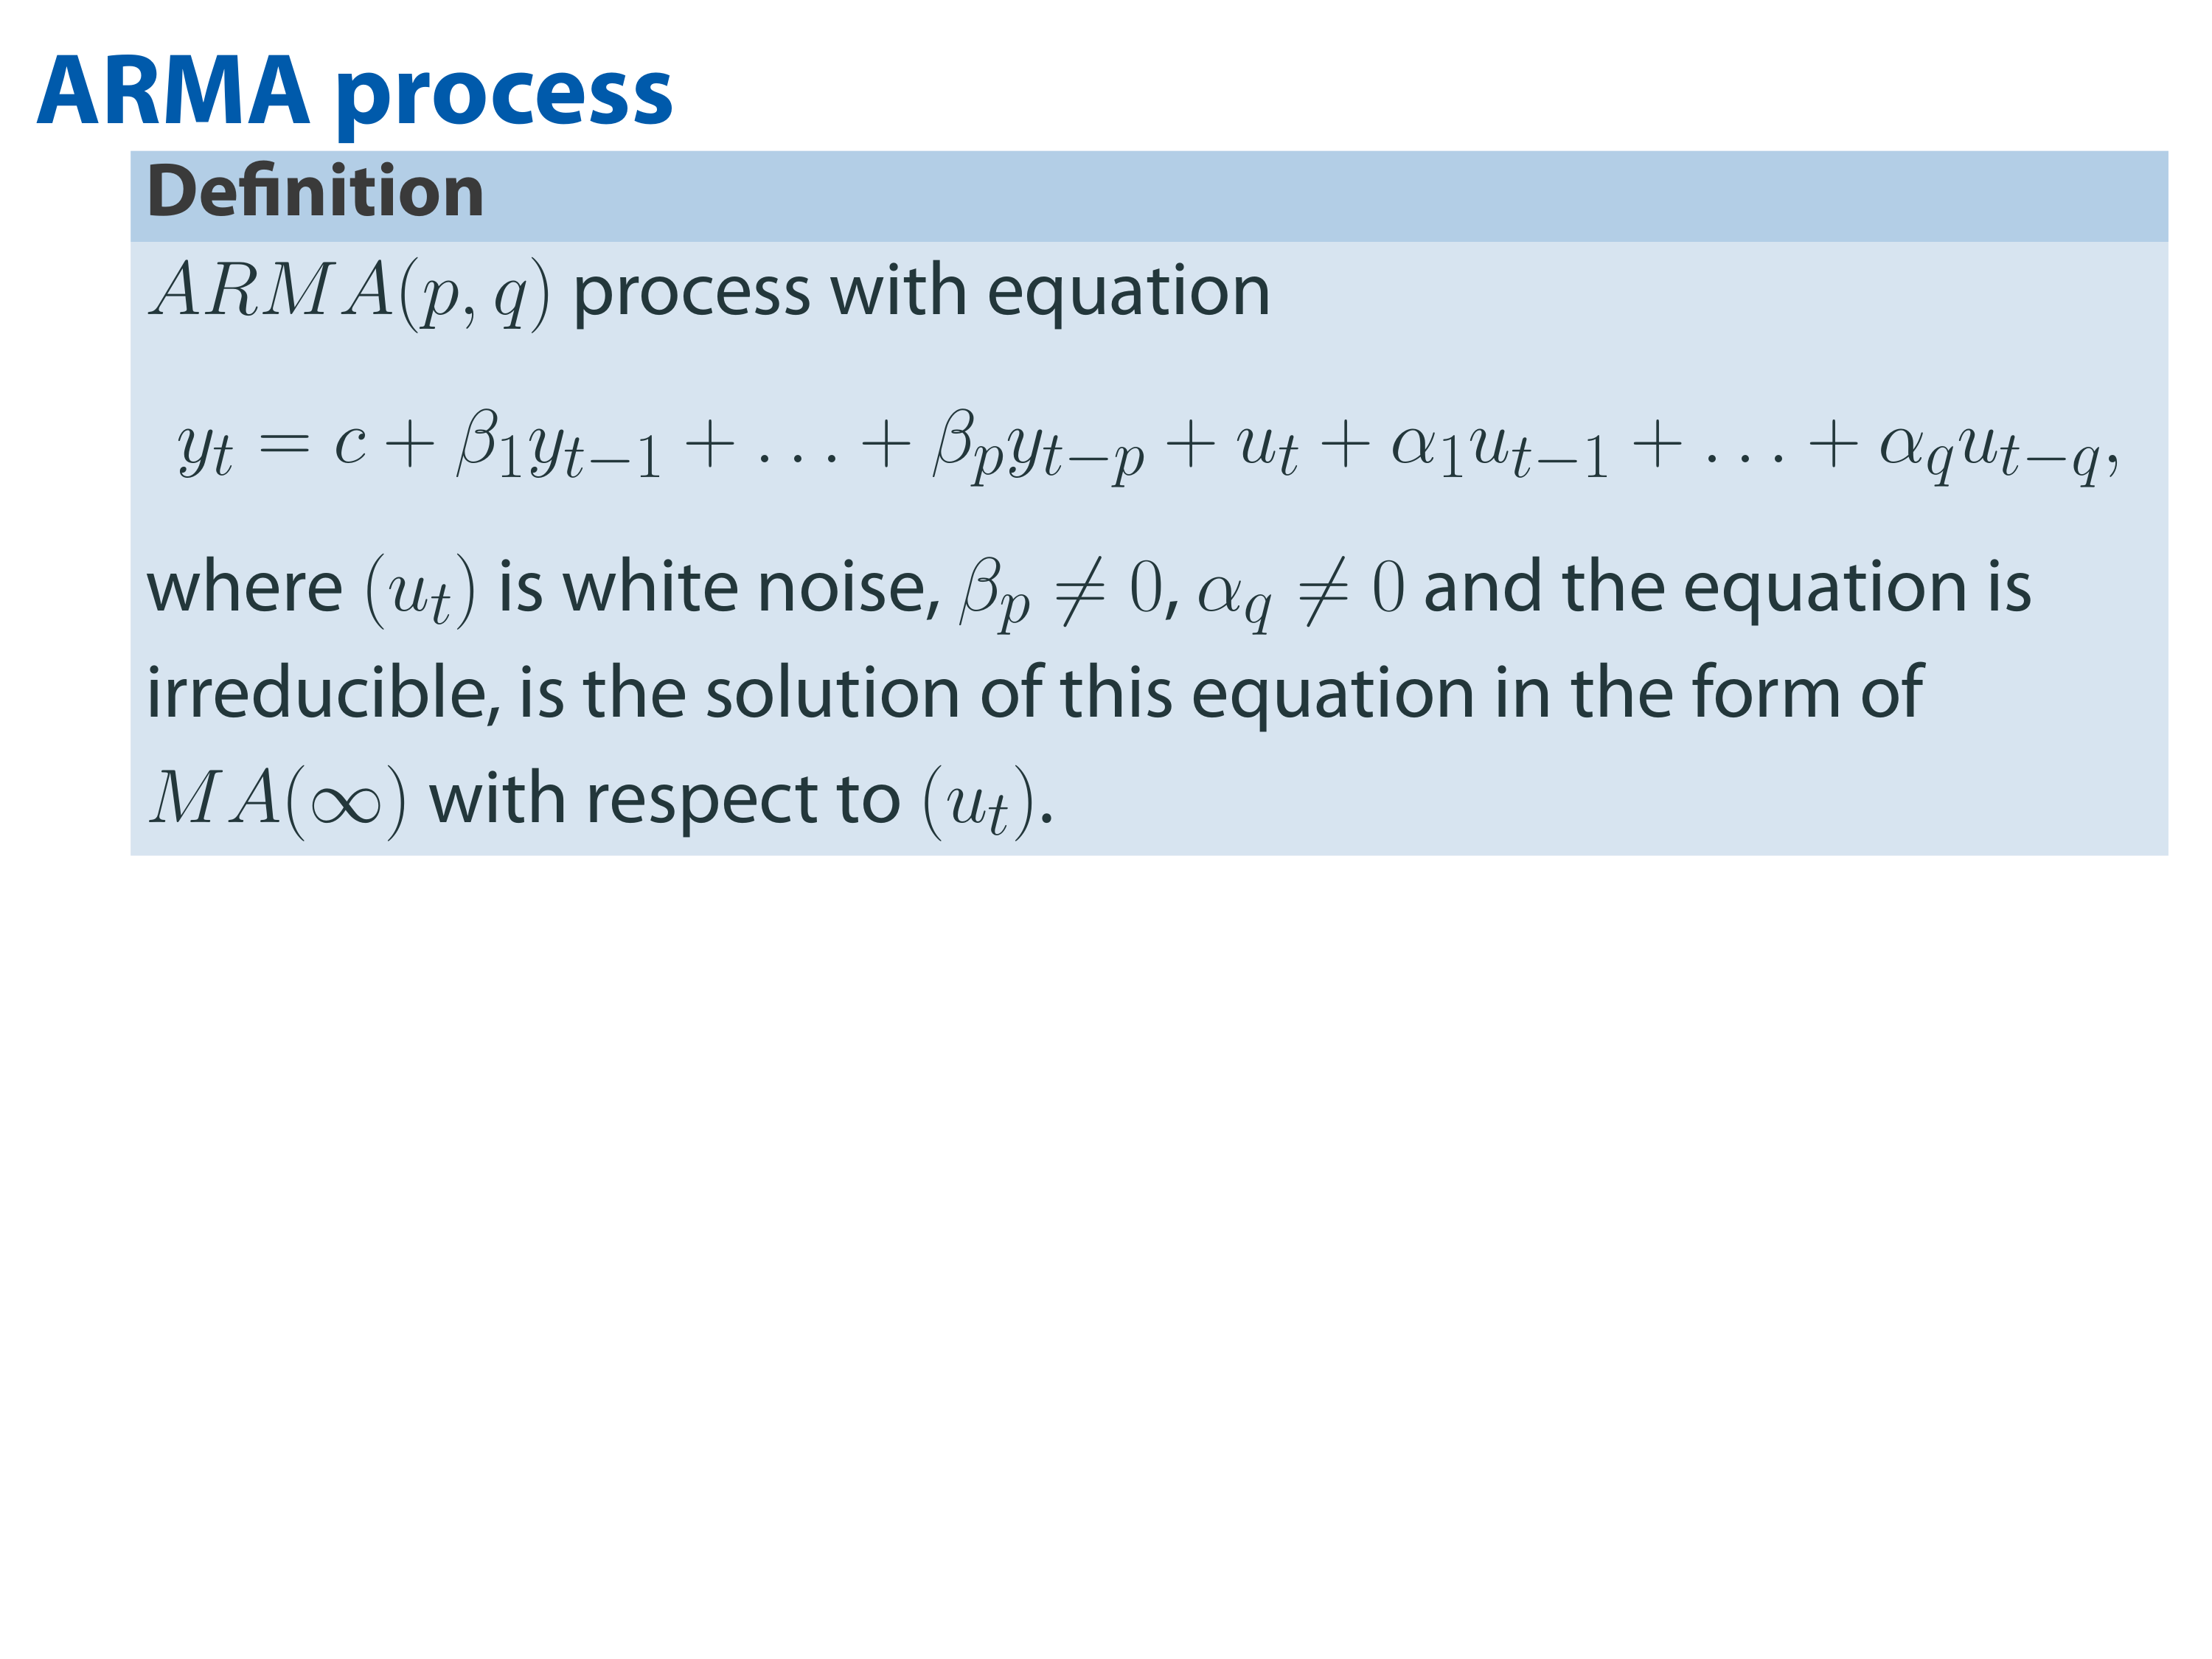 ARMA process
Definition
ARMA(p, q) process with equation
y_t = c + β_1 y_{t−1} + … + β_p y_{t−p} + u_t + α_1 u_{t−1} + … + α_q u_{t−q},
where (u_t) is white noise, β_p ≠ 0, α_q ≠ 0 and the equation is
irreducible, is the solution of this equation in the form of
MA(∞) with respect to (u_t).